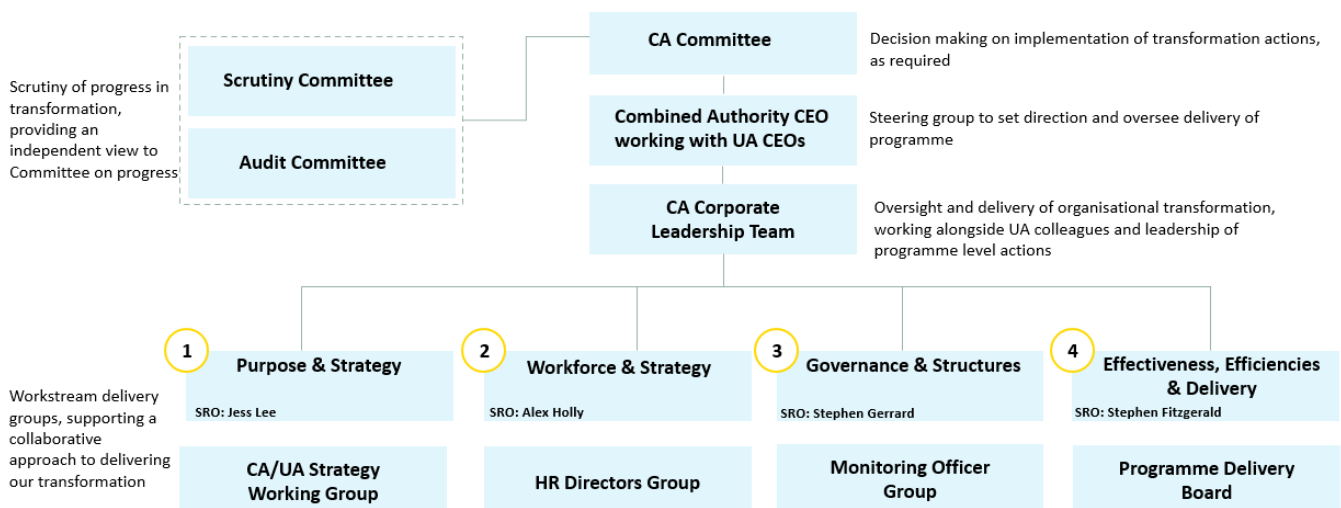 CA Committee
Decision making on implementation of transformation actions,
as required
Scrutiny Committee
Audit Committee
Scrutiny of progress in
transformation,
providing an
independent view to
Committee on progress
Combined Authority CEO
working with UA CEOs
Steering group to set direction and oversee delivery of
programme
CA Corporate
Leadership Team
Oversight and delivery of organisational transformation,
working alongside UA colleagues and leadership of
programme level actions
1
Purpose & Strategy
SRO: Jess Lee
2
Workforce & Strategy
SRO: Alex Holly
3
Governance & Structures
SRO: Stephen Gerrard
4
Effectiveness, Efficiencies
& Delivery
SRO: Stephen Fitzgerald
Workstream delivery
groups, supporting a
collaborative
approach to delivering
our transformation
CA/UA Strategy
Working Group
HR Directors Group
Monitoring Officer
Group
Programme Delivery
Board